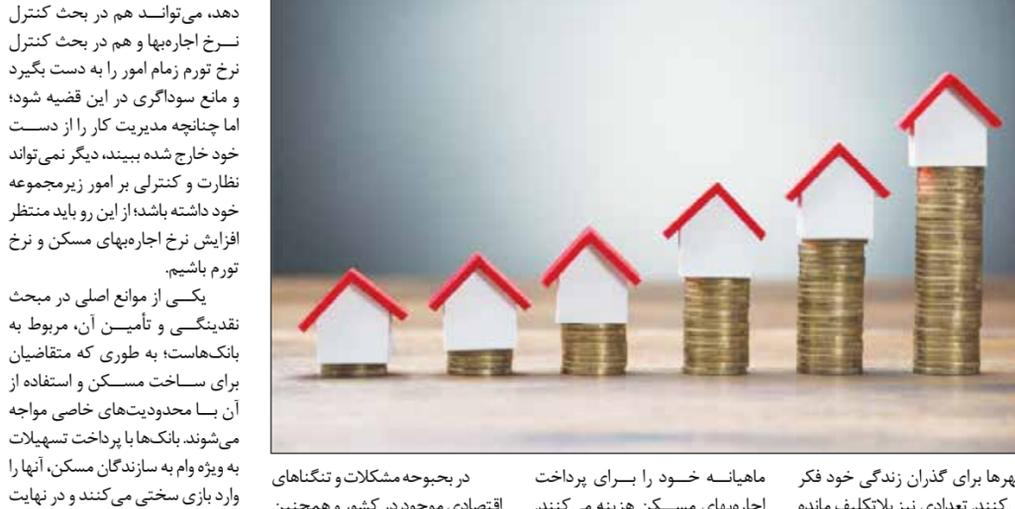 شهرها برای گذران زندگی خود فکر
کنند. تعدادی نیز بلاتکلیف مانده
ماهیانه خود را برای پرداخت
اجاره‌بهای مسکن هزینه می‌کنند.
در بحبوحه مشکلات و تنگناهای
اقتصادی موجود در کشور و همچنین
دهد، می‌تواند هم در بحث کنترل
نرخ اجاره‌بها و هم در بحث کنترل
نرخ تورم زمام امور را به دست بگیرد
و مانع سوداگری در این قضیه شود؛
اما چنانچه مدیریت کار را از دست
خود خارج شده ببیند، دیگر نمی‌تواند
نظارت و کنترلی بر امور زیرمجموعه
خود داشته باشد؛ از این رو باید منتظر
افزایش نرخ اجاره‌بهای مسکن و نرخ
تورم باشیم.
یکی از موانع اصلی در مبحث
نقدینگی و تأمین آن، مربوط به
بانک‌هاست؛ به طوری که متقاضیان
برای ساخت مسکن و استفاده از
آن با محدودیت‌های خاصی مواجه
می‌شوند. بانک‌ها با پرداخت تسهیلات
به ویژه وام به سازندگان مسکن، آنها را
وارد بازی سختی می‌کنند و در نهایت